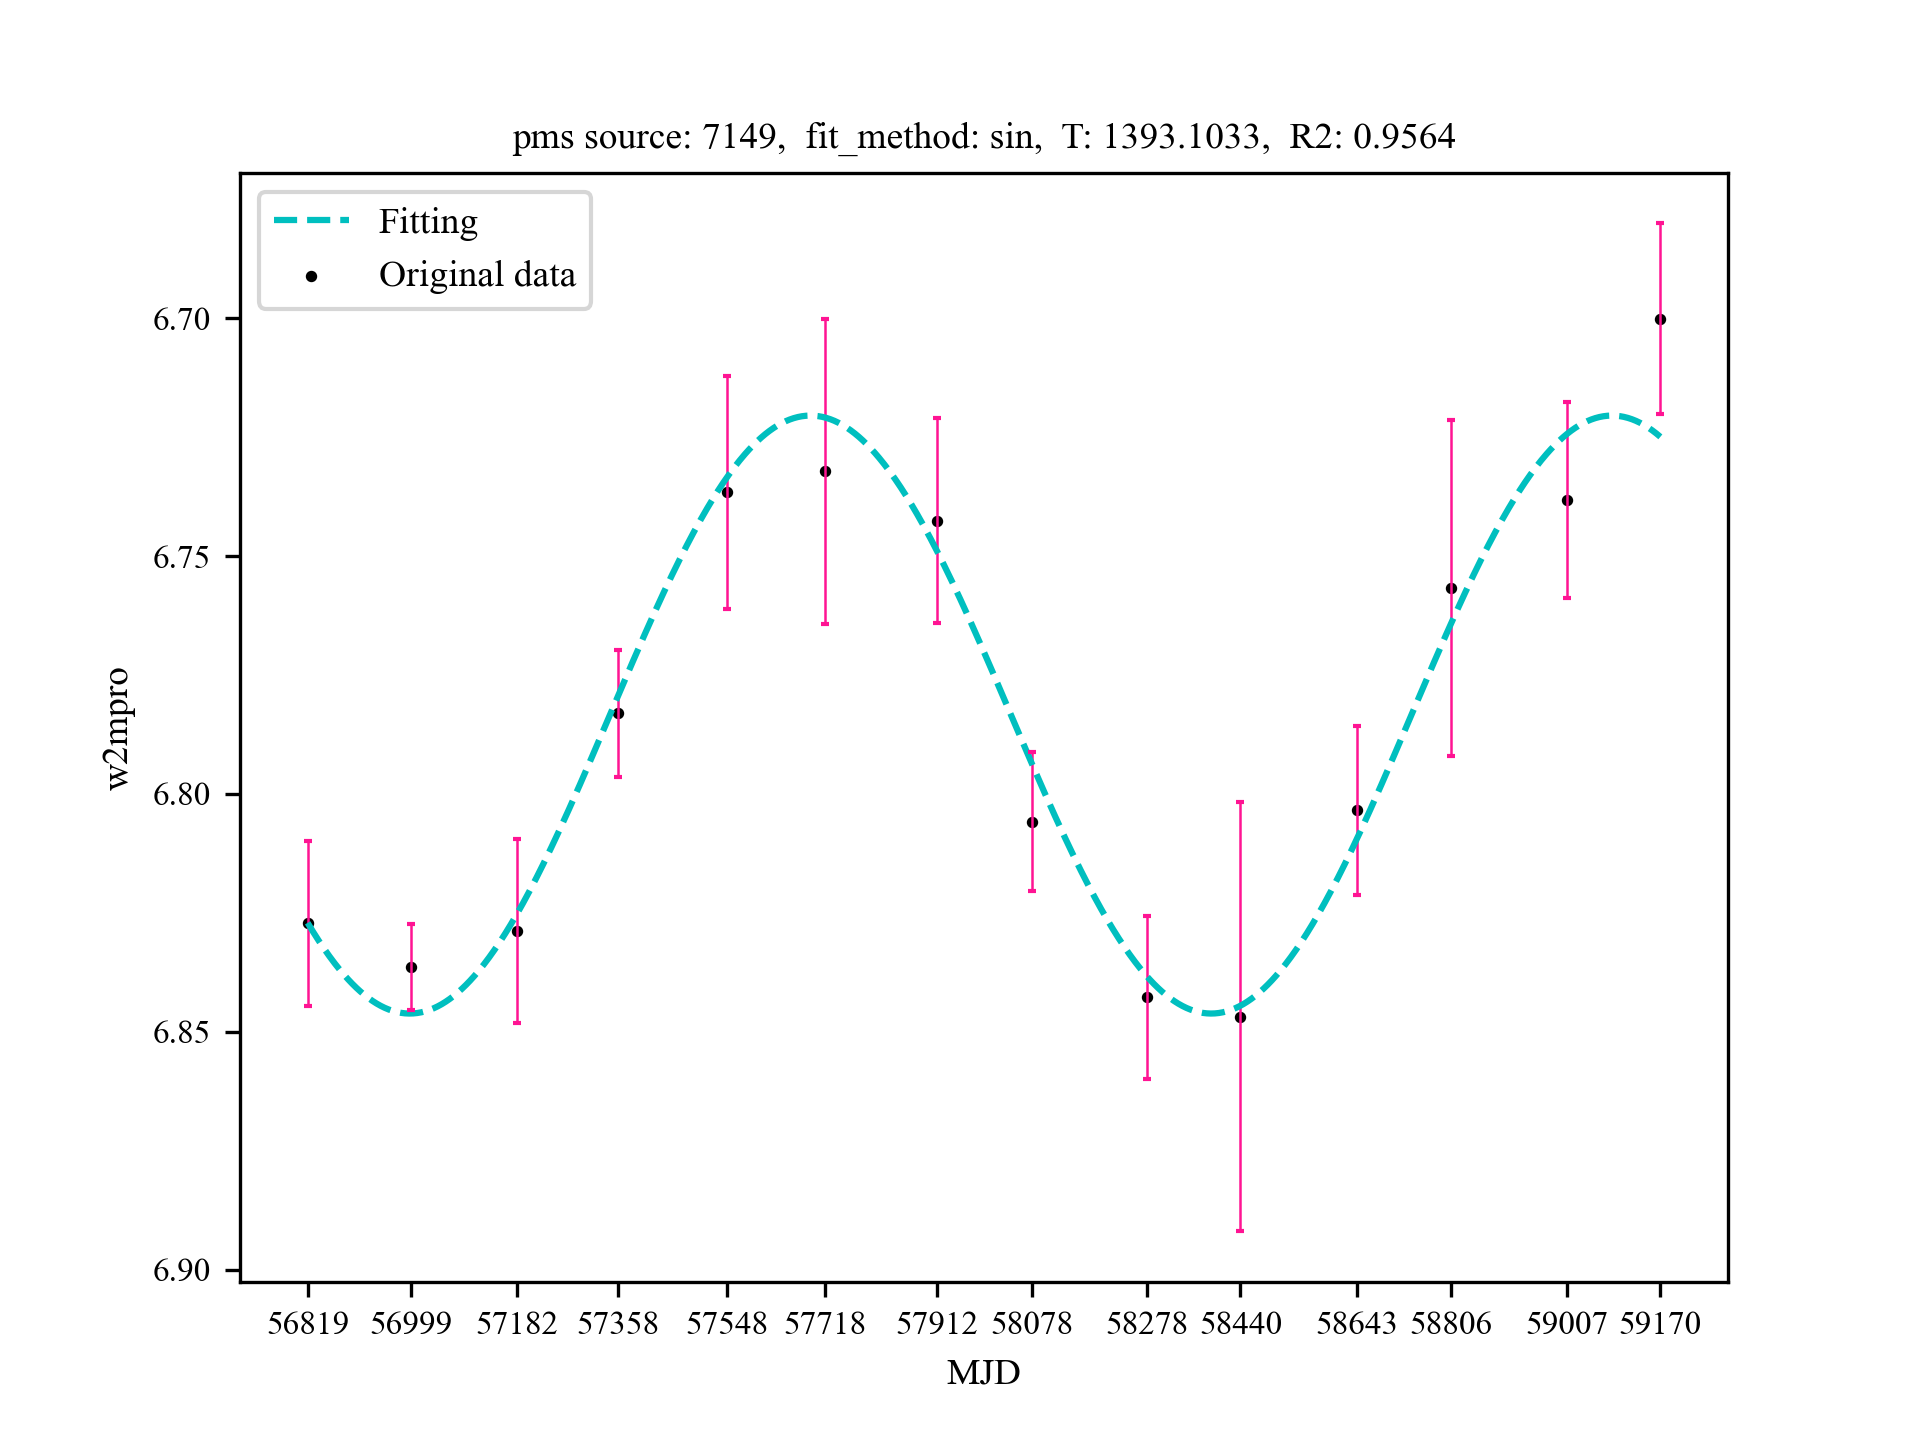 pms source: 7149,  fit_method: sin,  T: 1393.1033,  R2: 0.9564
Fitting
Original data
6.70
6.75
6.80
6.85
6.90
w2mpro
56819 56999 57182 57358 57548 57718 57912 58078 58278 58440 58643 58806 59007 59170
MJD